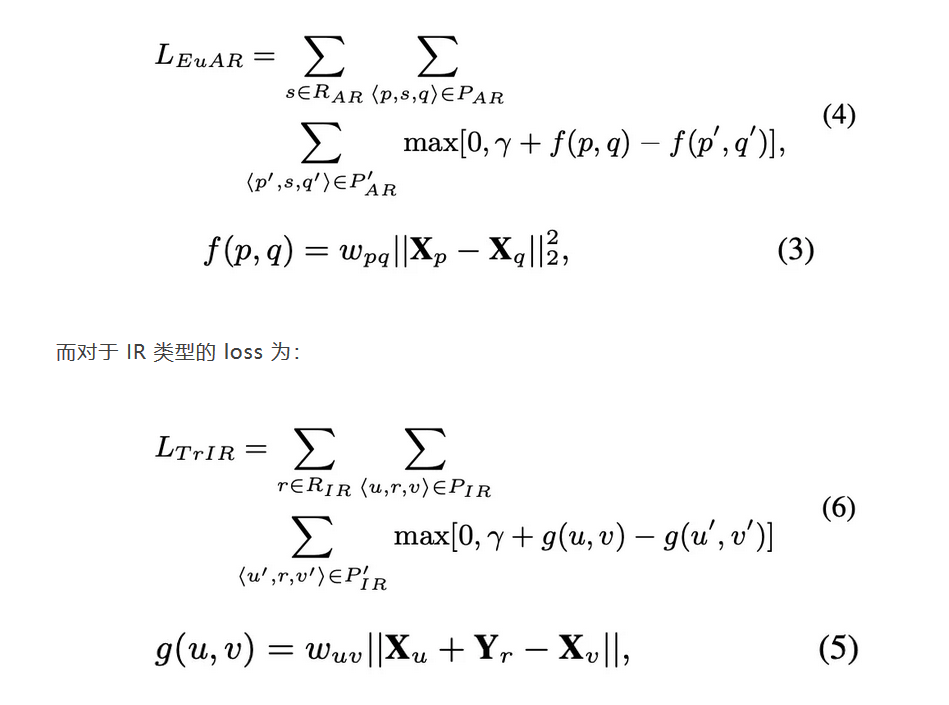 L_{EuAR} = \sum_{s \in R_{AR}} \sum_{\langle p,s,q \rangle \in P_{AR}}
\sum_{\langle p',s,q' \rangle \in P'_{AR}} \max[0, \gamma + f(p,q) - f(p',q')], (4)
f(p,q) = w_{pq}||\mathbf{X}_p - \mathbf{X}_q||_2^2, (3)
而对于 IR 类型的 loss 为：
L_{TrIR} = \sum_{r \in R_{IR}} \sum_{\langle u,r,v \rangle \in P_{IR}}
\sum_{\langle u',r,v' \rangle \in P'_{IR}} \max[0, \gamma + g(u,v) - g(u',v')] (6)
g(u,v) = w_{uv}||\mathbf{X}_u + \mathbf{Y}_r - \mathbf{X}_v||, (5)